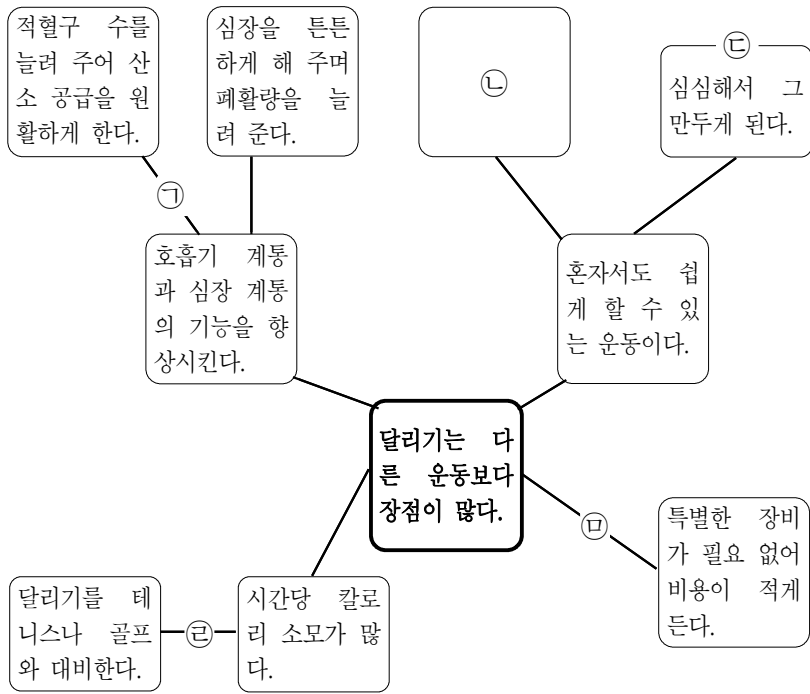 적혈구 수를
늘려 주어 산
소 공급을 원
활하게 한다.
심장을 튼튼
하게 해 주며
폐활량을 늘
려 준다.
㉡
㉢
심심해서 그
만두게 된다.
㉠
호흡기 계통
과 심장 계통
의 기능을 향
상시킨다.
혼자서도 쉽
게 할 수 있
는 운동이다.
달리기는 다
른 운동보다
장점이 많다.
㉤
특별한 장비
가 필요 없어
비용이 적게
든다.
달리기를 테
니스나 골프
와 대비한다.
㉣
시간당 칼로
리 소모가 많
다.